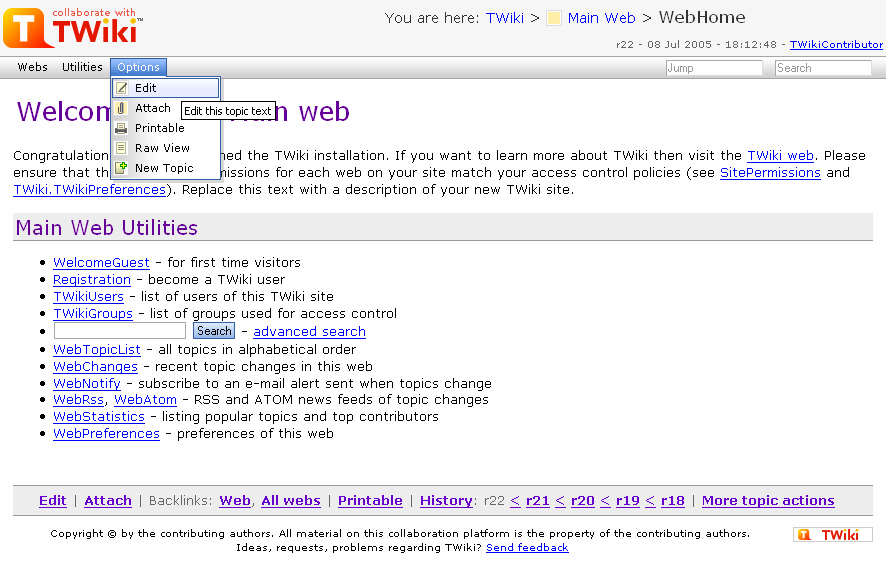 collaborate with
TWiki™
You are here: TWiki > Main Web > WebHome
r22 - 08 Jul 2005 - 18:12:48 - TWikiContributor
Webs Utilities Options Jump Search
Edit
Attach
Edit this topic text
Printable
Raw View
New Topic
Welcom main web
Congratulation ned the TWiki installation. If you want to learn more about TWiki then visit the TWiki web. Please
ensure that th missions for each web on your site match your access control policies (see SitePermissions and
TWiki.TWikiPreferences). Replace this text with a description of your new TWiki site.
Main Web Utilities
• WelcomeGuest - for first time visitors
• Registration - become a TWiki user
• TWikiUsers - list of users of this TWiki site
• TWikiGroups - list of groups used for access control
• Search - advanced search
• WebTopicList - all topics in alphabetical order
• WebChanges - recent topic changes in this web
• WebNotify - subscribe to an e-mail alert sent when topics change
• WebRss, WebAtom - RSS and ATOM news feeds of topic changes
• WebStatistics - listing popular topics and top contributors
• WebPreferences - preferences of this web
Edit | Attach | Backlinks: Web, All webs | Printable | History: r22 < r21 < r20 < r19 < r18 | More topic actions
Copyright © by the contributing authors. All material on this collaboration platform is the property of the contributing authors.
Ideas, requests, problems regarding TWiki? Send feedback
TWiki